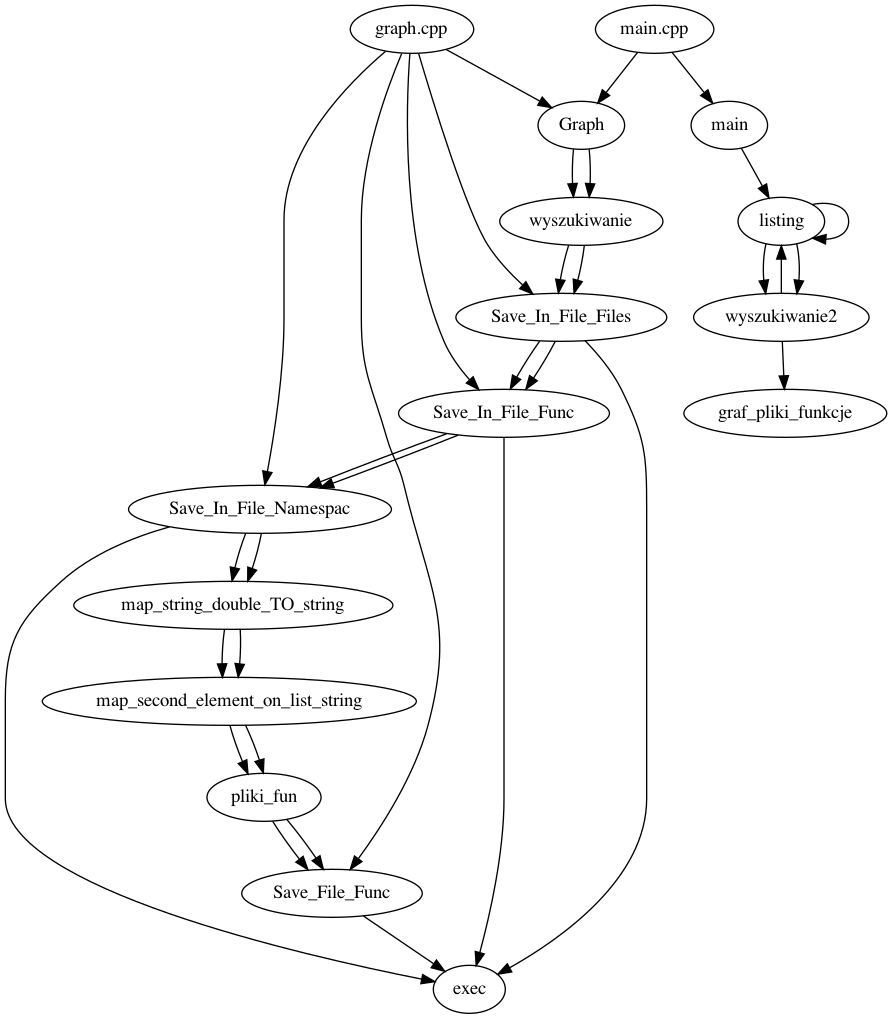 graph.cpp
main.cpp
Graph
main
wyszukiwanie
listing
Save_In_File_Files
wyszukiwanie2
Save_In_File_Func
graf_pliki_funkcje
Save_In_File_Namespac
map_string_double_TO_string
map_second_element_on_list_string
pliki_fun
Save_File_Func
exec